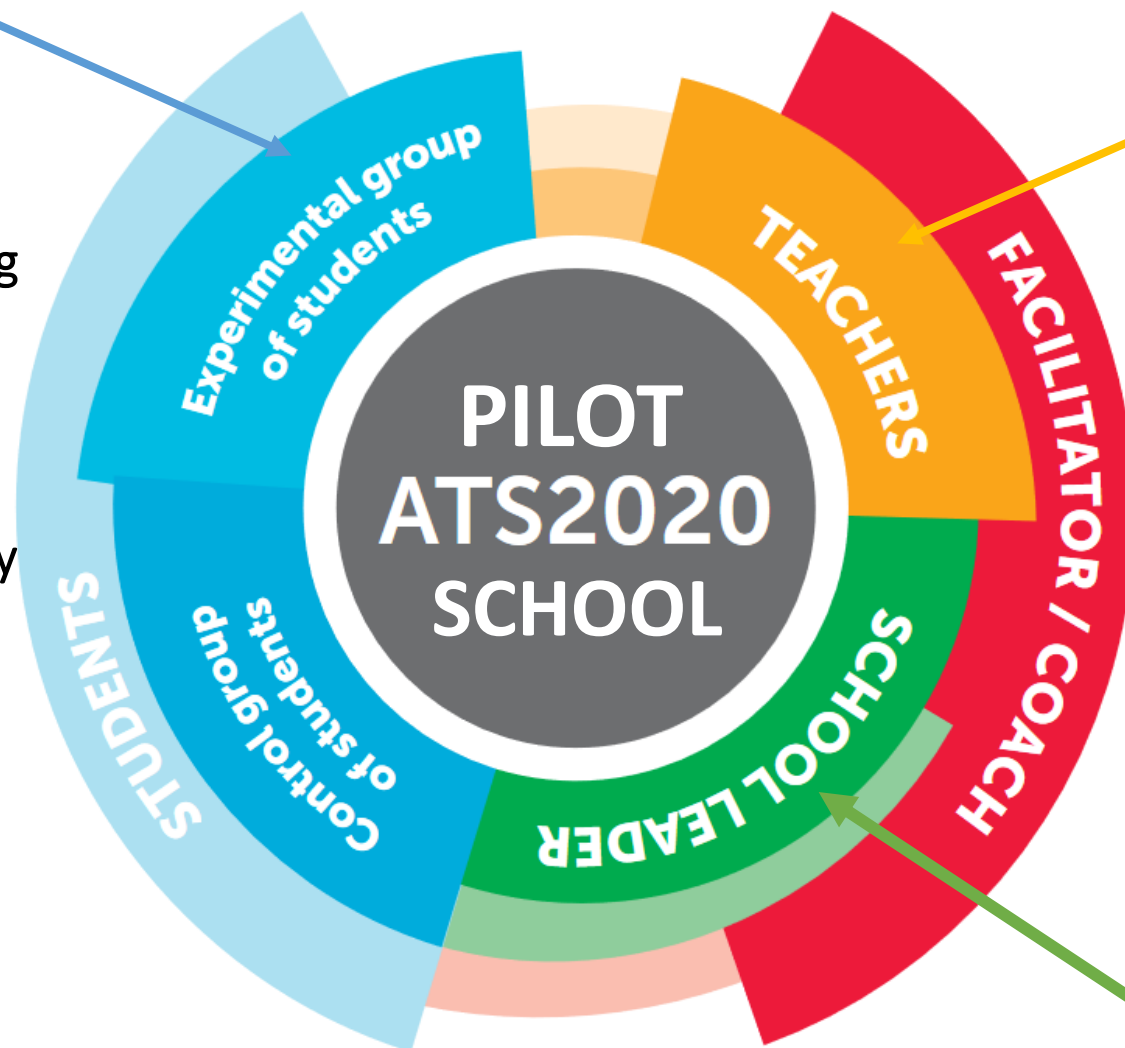 Experimental group
of students
TEACHERS
FACILITATOR / COACH
g
PILOT
ATS2020
SCHOOL
y
STUDENTS
Control group
of students
SCHOOL LEADER